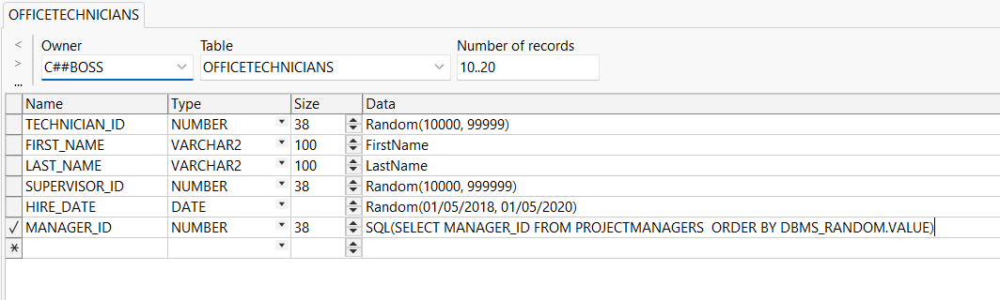 OFFICETECHNICIANS
< Owner Table Number of records
> C##BOSS OFFICETECHNICIANS 10..20
...
Name Type Size Data
TECHNICIAN_ID NUMBER 38 Random(10000, 99999)
FIRST_NAME VARCHAR2 100 FirstName
LAST_NAME VARCHAR2 100 LastName
SUPERVISOR_ID NUMBER 38 Random(10000, 999999)
HIRE_DATE DATE Random(01/05/2018, 01/05/2020)
✓ MANAGER_ID NUMBER 38 SQL(SELECT MANAGER_ID FROM PROJECTMANAGERS  ORDER BY DBMS_RANDOM.VALUE)
*